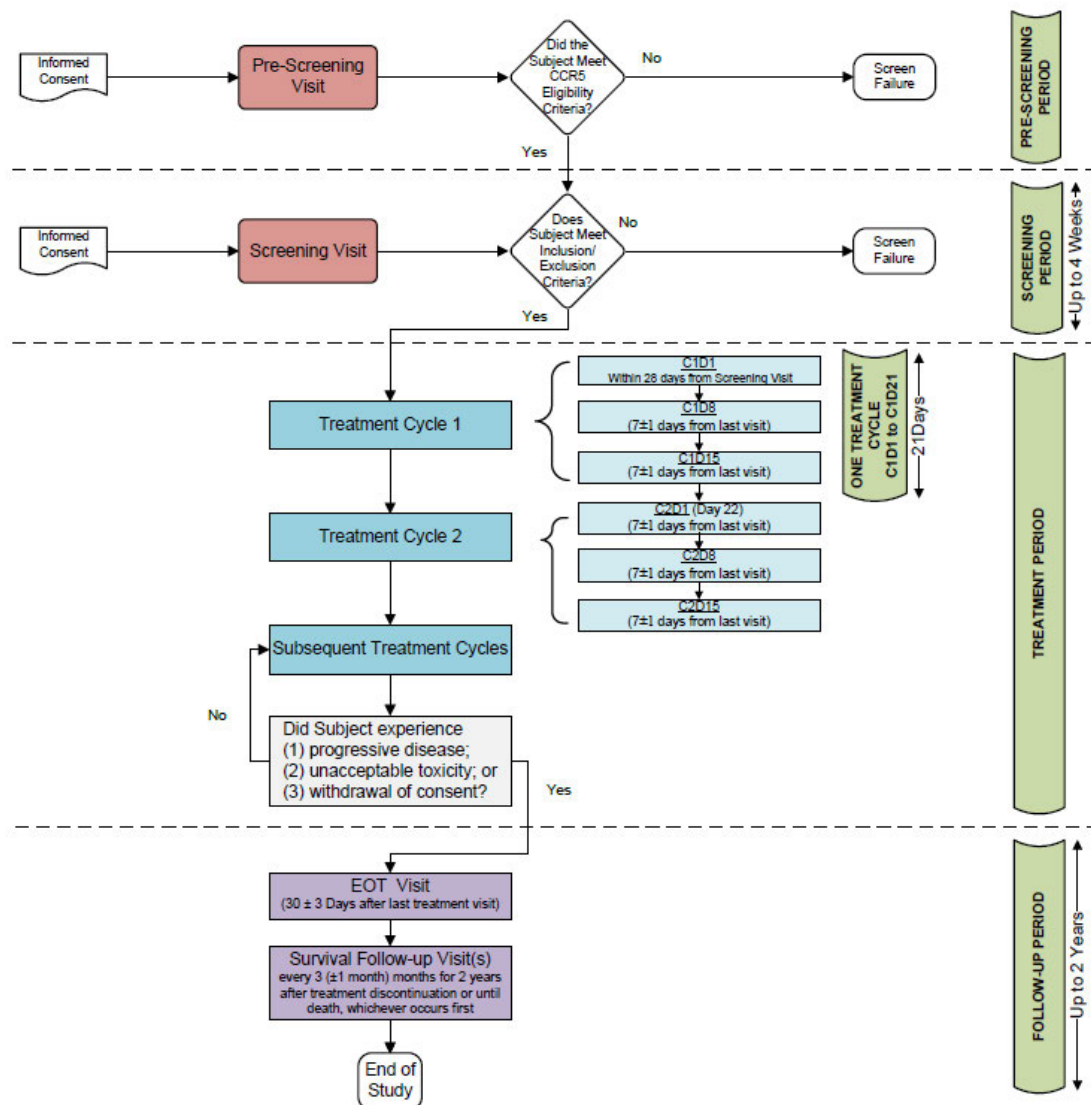 Informed
Consent
Pre-Screening
Visit
Did the
Subject Meet
CCR5
Eligibility
Criteria?
No
Screen
Failure
PRE-SCREENING
PERIOD
Yes
Informed
Consent
Screening Visit
Does
Subject Meet
Inclusion/
Exclusion
Criteria?
No
Screen
Failure
SCREENING
PERIOD
Up to 4 Weeks
Yes
Treatment Cycle 1
C1D1
Within 28 days from Screening Visit
C1D8
(7±1 days from last visit)
C1D15
(7±1 days from last visit)
ONE TREATMENT
CYCLE
C1D1 to C1D21
21Days
Treatment Cycle 2
C2D1 (Day 22)
(7±1 days from last visit)
C2D8
(7±1 days from last visit)
C2D15
(7±1 days from last visit)
TREATMENT PERIOD
Subsequent Treatment Cycles
No
Did Subject experience
(1) progressive disease;
(2) unacceptable toxicity; or
(3) withdrawal of consent?
Yes
EOT Visit
(30 ± 3 Days after last treatment visit)
Survival Follow-up Visit(s)
every 3 (±1 month) months for 2 years
after treatment discontinuation or until
death, whichever occurs first
End of
Study
FOLLOW-UP PERIOD
Up to 2 Years